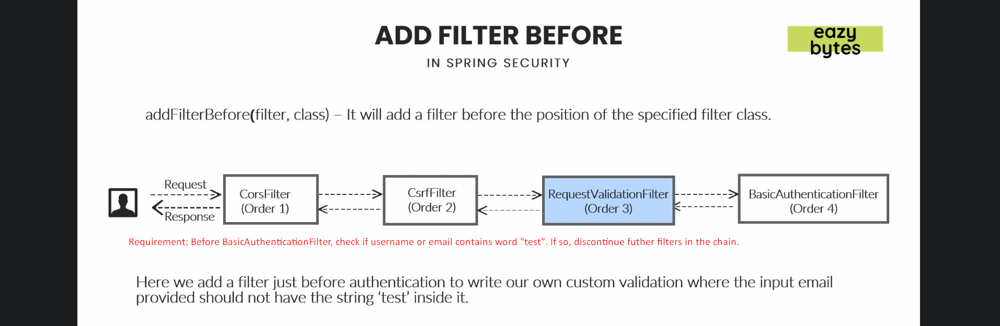 ADD FILTER BEFORE
IN SPRING SECURITY
eazy
bytes
addFilterBefore(filter, class) – It will add a filter before the position of the specified filter class.
Request
Response
CorsFilter
(Order 1)
CsrfFilter
(Order 2)
RequestValidationFilter
(Order 3)
BasicAuthenticationFilter
(Order 4)
Requirement: Before BasicAuthenticationFilter, check if username or email contains word "test". If so, discontinue futher filters in the chain.
Here we add a filter just before authentication to write our own custom validation where the input email
provided should not have the string ‘test’ inside it.